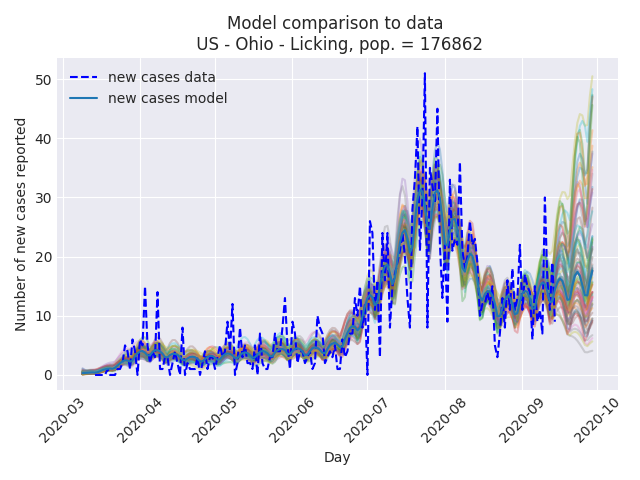 Model comparison to data
US - Ohio - Licking, pop. = 176862
new cases data
new cases model
Number of new cases reported
50
40
30
20
10
0
2020-03
2020-04
2020-05
2020-06
2020-07
2020-08
2020-09
2020-10
Day